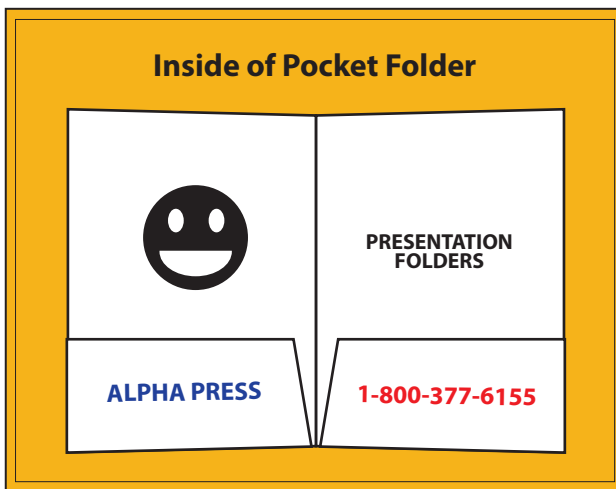 Inside of Pocket Folder
PRESENTATION
FOLDERS
ALPHA PRESS
1-800-377-6155